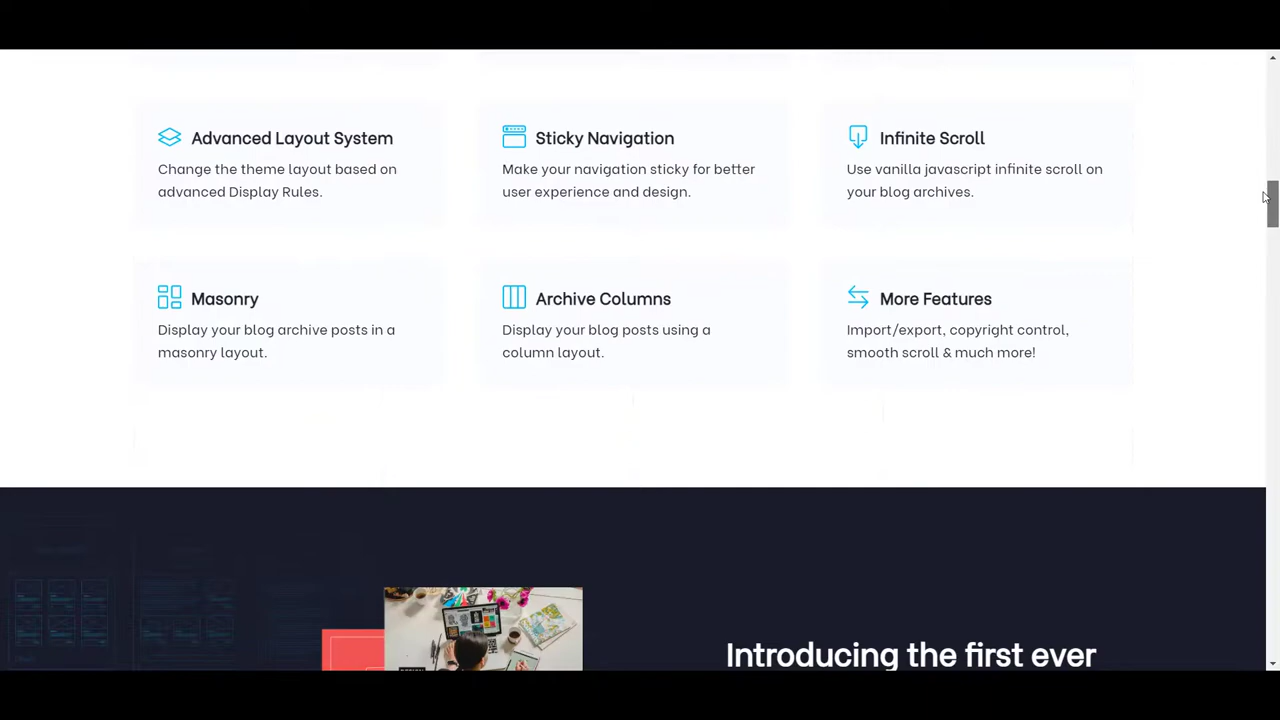 Advanced Layout System
Change the theme layout based on
advanced Display Rules.
Sticky Navigation
Make your navigation sticky for better
user experience and design.
Infinite Scroll
Use vanilla javascript infinite scroll on
your blog archives.
Masonry
Display your blog archive posts in a
masonry layout.
Archive Columns
Display your blog posts using a
column layout.
More Features
Import/export, copyright control,
smooth scroll & much more!
Introducing the first ever